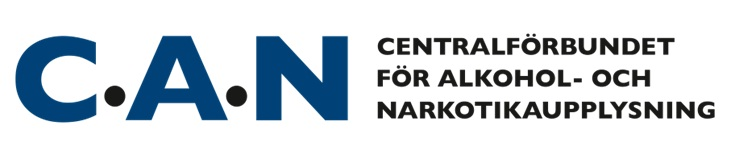 C.A.N
CENTRALFÖRBUNDET
FÖR ALKOHOL- OCH
NARKOTIKAUPPLYSNING